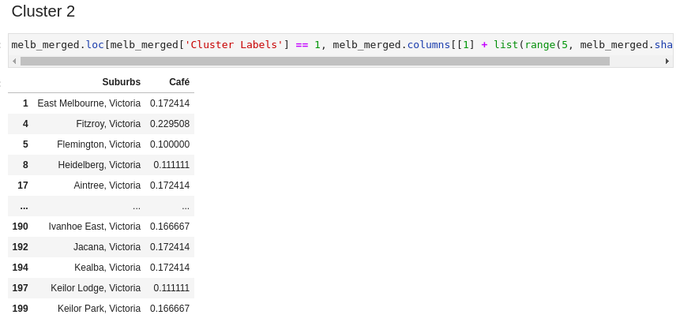 Cluster 2
melb_merged.loc[melb_merged['Cluster Labels'] == 1, melb_merged.columns[[1] + list(range(5, melb_merged.sha
Suburbs Café
1 East Melbourne, Victoria 0.172414
4 Fitzroy, Victoria 0.229508
5 Flemington, Victoria 0.100000
8 Heidelberg, Victoria 0.111111
17 Aintree, Victoria 0.172414
... ... ...
190 Ivanhoe East, Victoria 0.166667
192 Jacana, Victoria 0.172414
194 Kealba, Victoria 0.172414
197 Keilor Lodge, Victoria 0.111111
199 Keilor Park, Victoria 0.166667